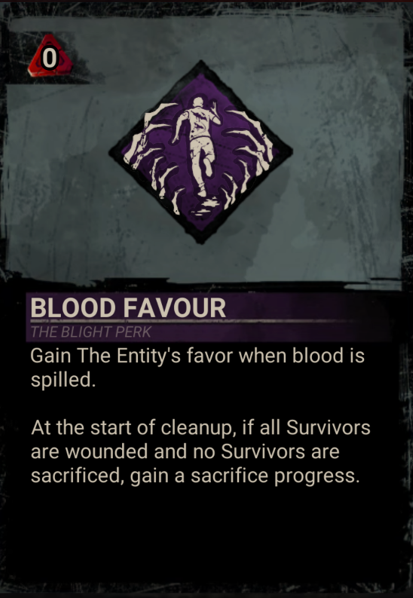 0
BLOOD FAVOUR
THE BLIGHT PERK
Gain The Entity's favor when blood is
spilled.
At the start of cleanup, if all Survivors
are wounded and no Survivors are
sacrificed, gain a sacrifice progress.